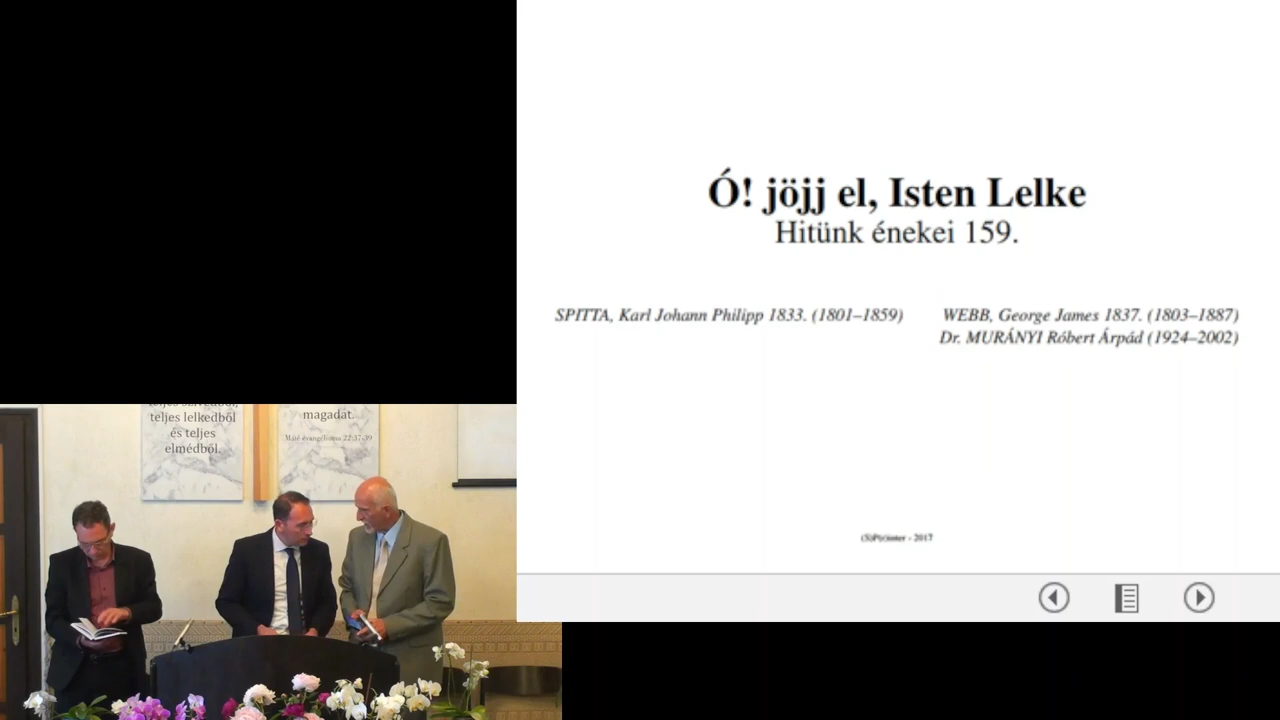 Ó! jöjj el, Isten Lelke
Hitünk énekei 159.
SPITTA, Karl Johann Philipp 1833. (1801–1859)
WEBB, George James 1837. (1803–1887)
Dr. MURÁNYI Róbert Árpád (1924–2002)
(S)P(r)inter - 2017
teljes szívedből,
teljes lelkedből
és teljes
elmédből.
magadat.
Máté evangéliuma 22:37-39